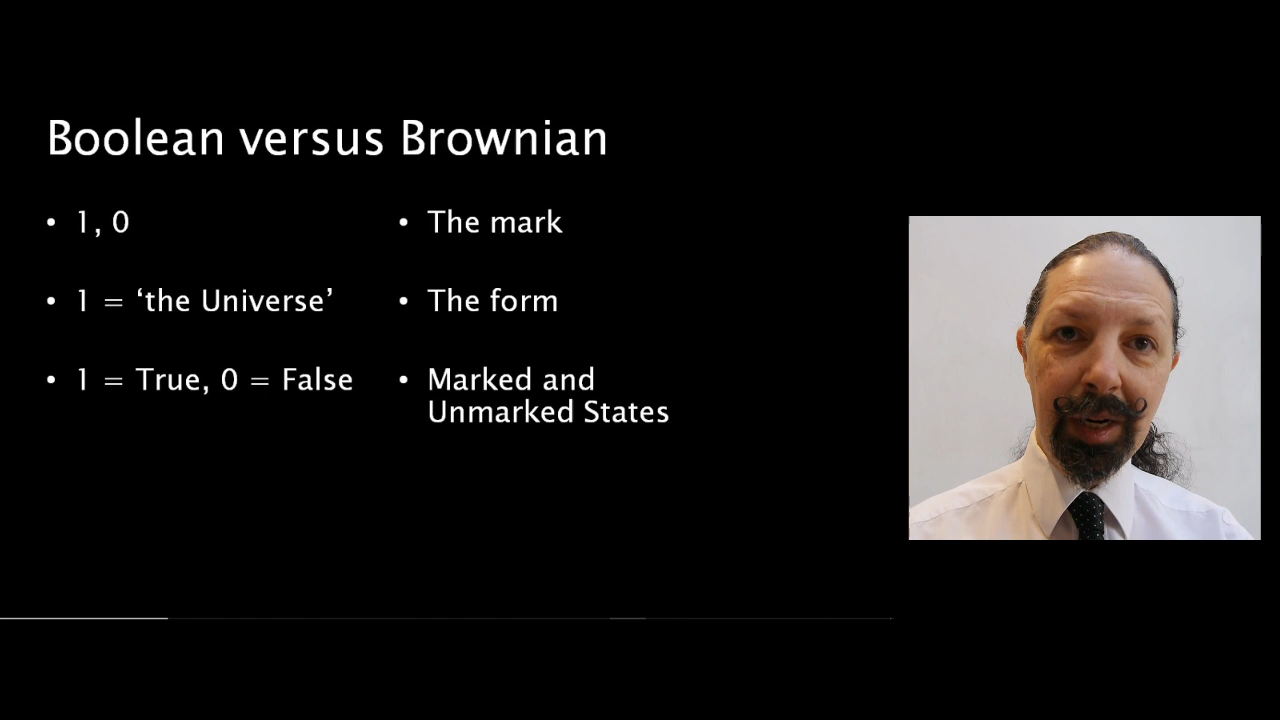 Boolean versus Brownian
• 1, 0
• 1 = ‘the Universe’
• 1 = True, 0 = False
• The mark
• The form
• Marked and
Unmarked States